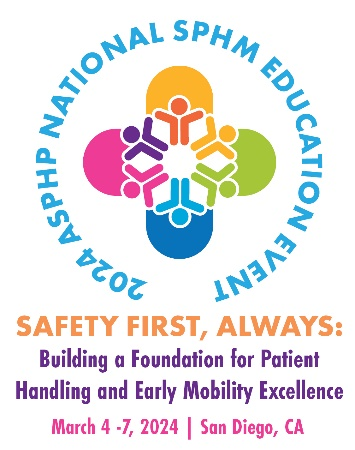 2024 ASPHP NATIONAL SPHM EDUCATION EVENT
SAFETY FIRST, ALWAYS:
Building a Foundation for Patient
Handling and Early Mobility Excellence
March 4 -7, 2024 | San Diego, CA